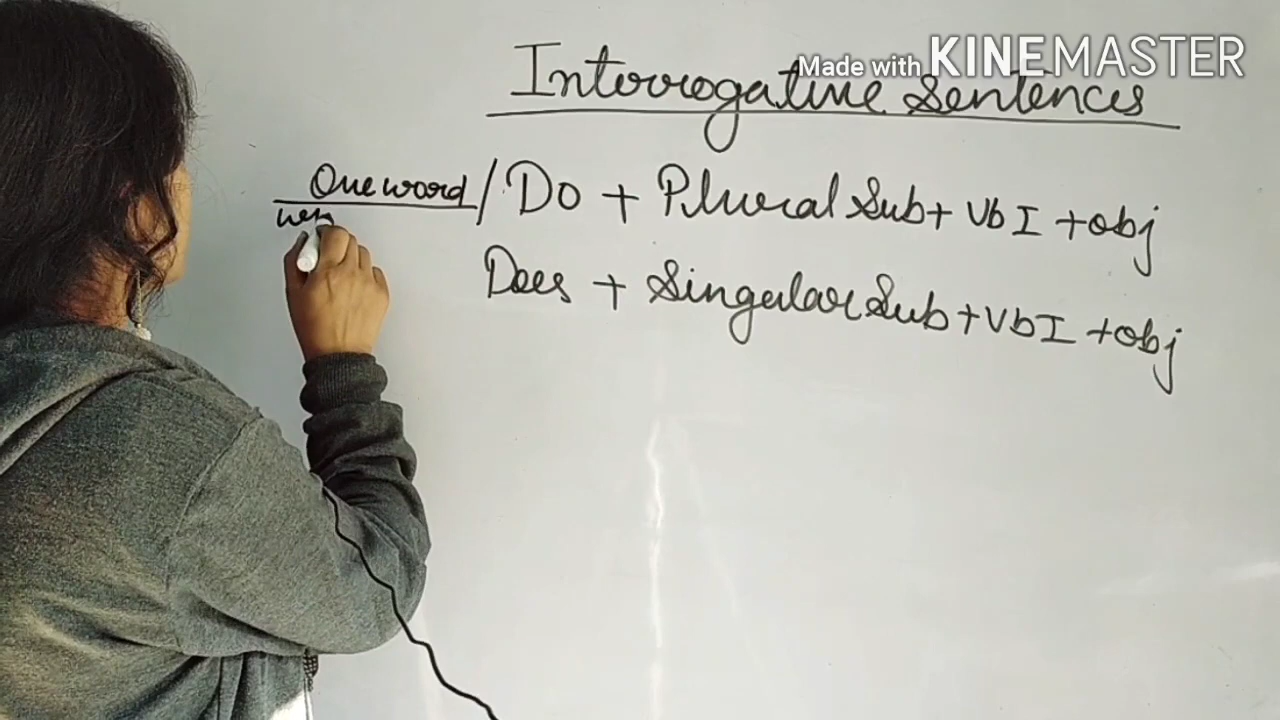 Made with KINEMASTER
Interrogative Sentences
One word / Do + Plural Sub + Vb I + obj
Does + Singular Sub + Vb I + obj